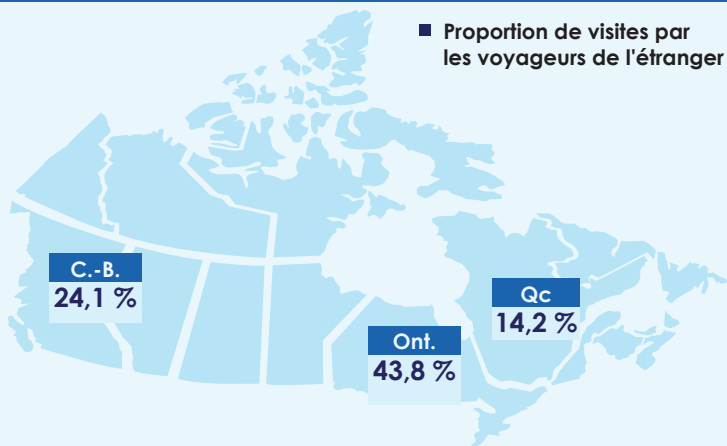 Proportion de visites par
les voyageurs de l'étranger
C.-B.
24,1 %
Qc
14,2 %
Ont.
43,8 %